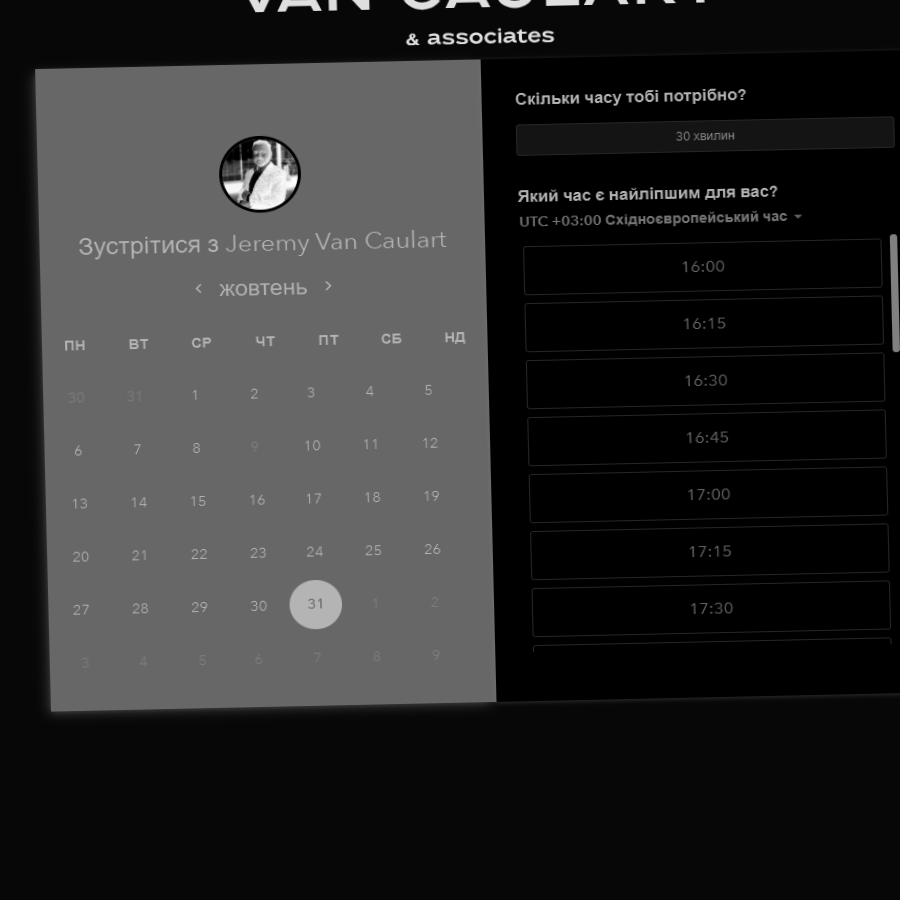 VAN CAULART
& associates
Зустрітися з Jeremy Van Caulart
‹ жовтень ›
ПН ВТ СР ЧТ ПТ СБ НД
30 31 1 2 3 4 5
6 7 8 9 10 11 12
13 14 15 16 17 18 19
20 21 22 23 24 25 26
27 28 29 30 31 1 2
3 4 5 6 7 8 9
Скільки часу тобі потрібно?
30 хвилин
Який час є найліпшим для вас?
UTC +03:00 Східноєвропейський час
16:00
16:15
16:30
16:45
17:00
17:15
17:30